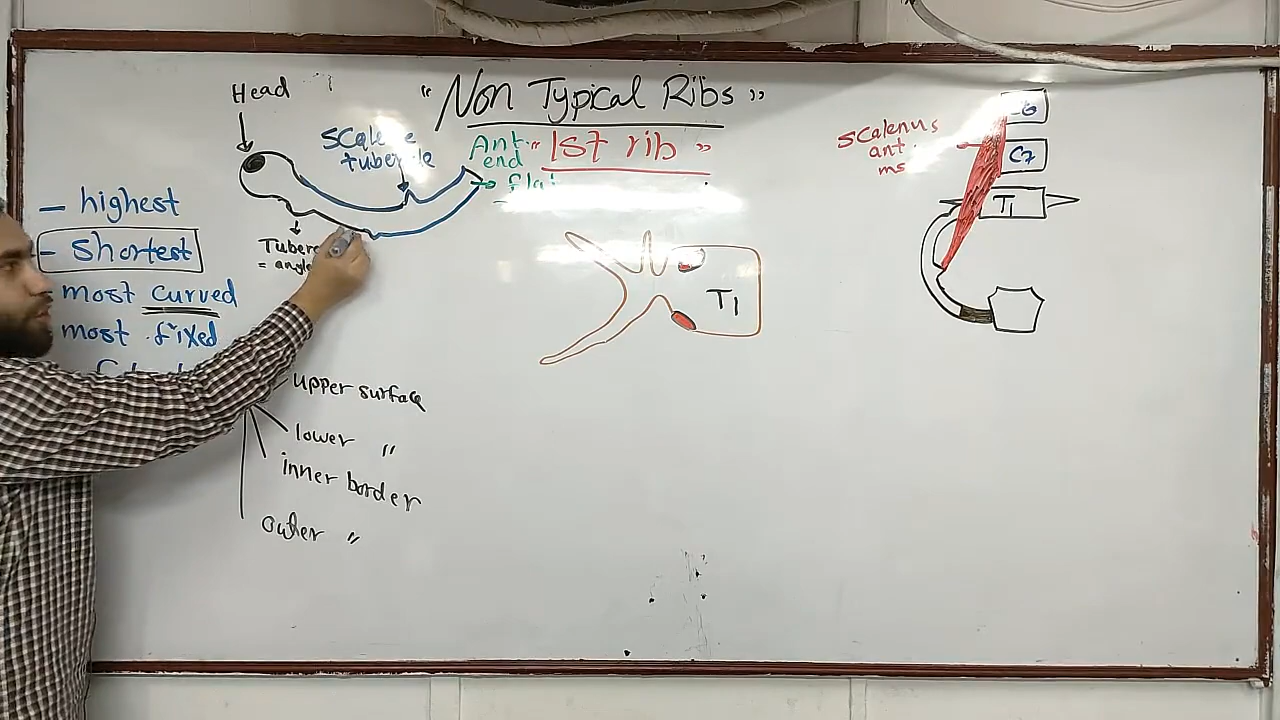 Head
" Non Typical Ribs "
" 1st rib "
Scalene
tubercle
Ant.
end
flat
– highest
– shortest
most curved
most fixed
Tuberc
= angle
upper surface
lower "
inner border
outer "
T1
scalenus
ant.
ms
C6
C7
T1